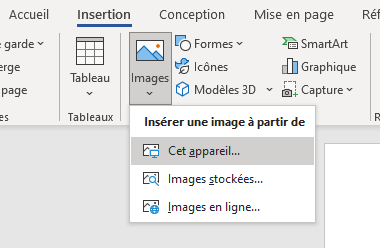 Accueil Insertion Conception Mise en page Réf
e garde
erge
e
Tableau
Tableaux
Images
Formes
Icônes
Modèles 3D
SmartArt
Graphique
Capture
Insérer une image à partir de
Cet appareil...
Images stockées...
Images en ligne...